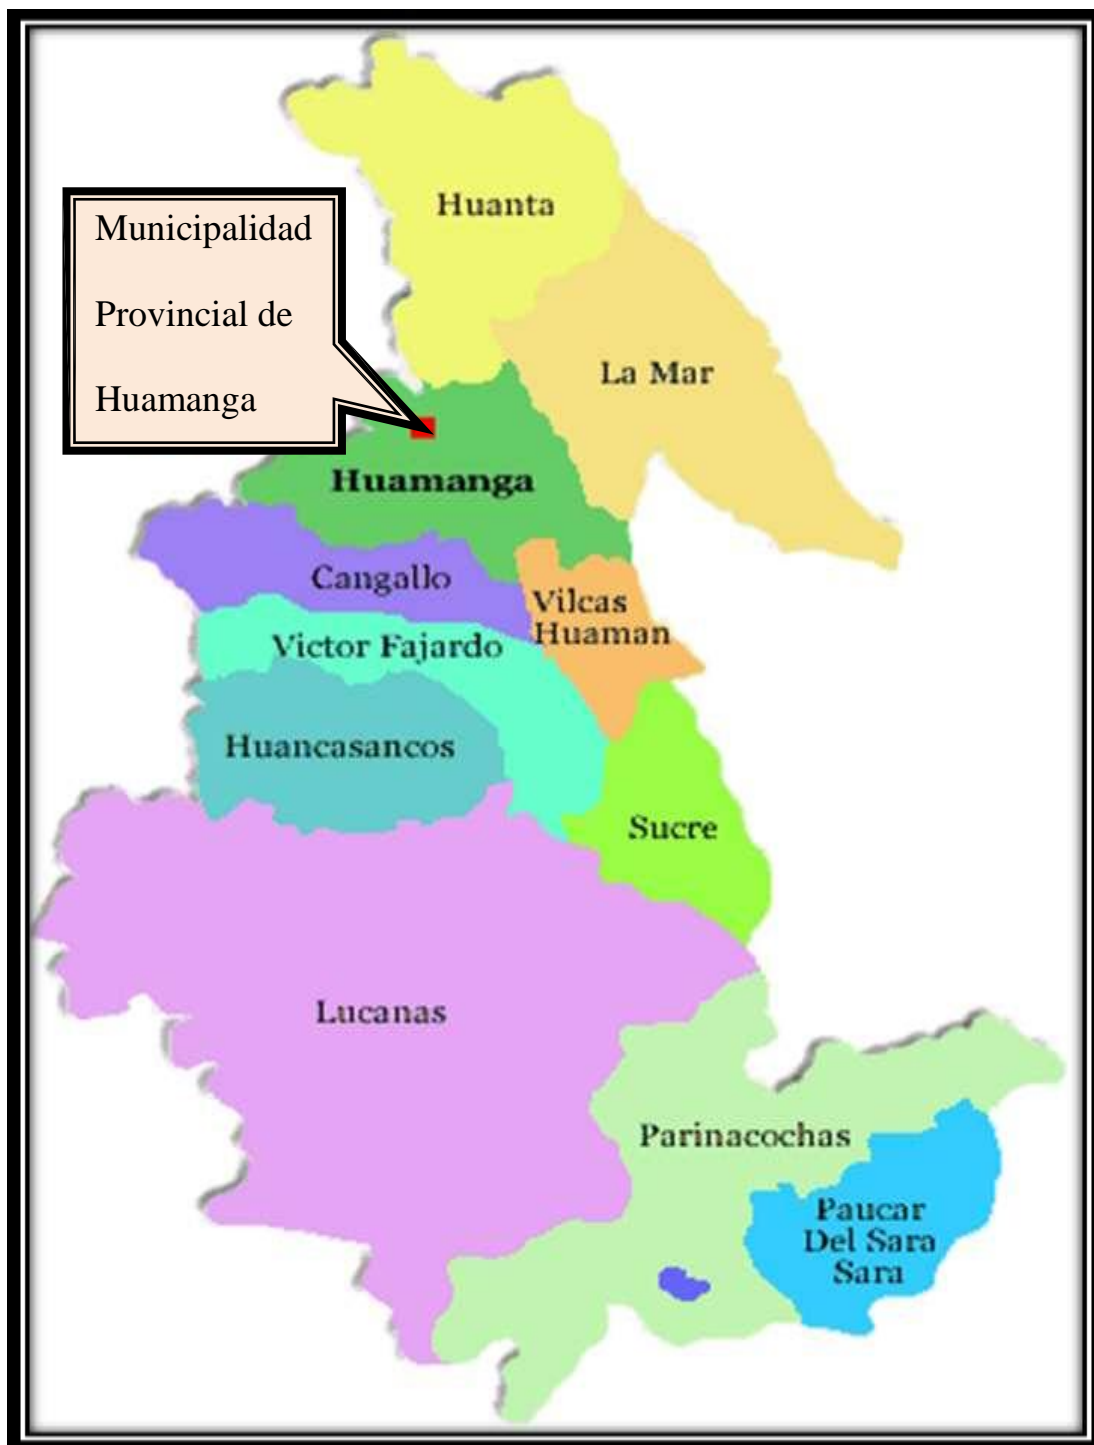 Huanta
Municipalidad
Provincial de
Huamanga
La Mar
Huamanga
Cangallo
Vilcas
Huaman
Victor Fajardo
Huancasancos
Sucre
Lucanas
Parinacochas
Paucar
Del Sara
Sara